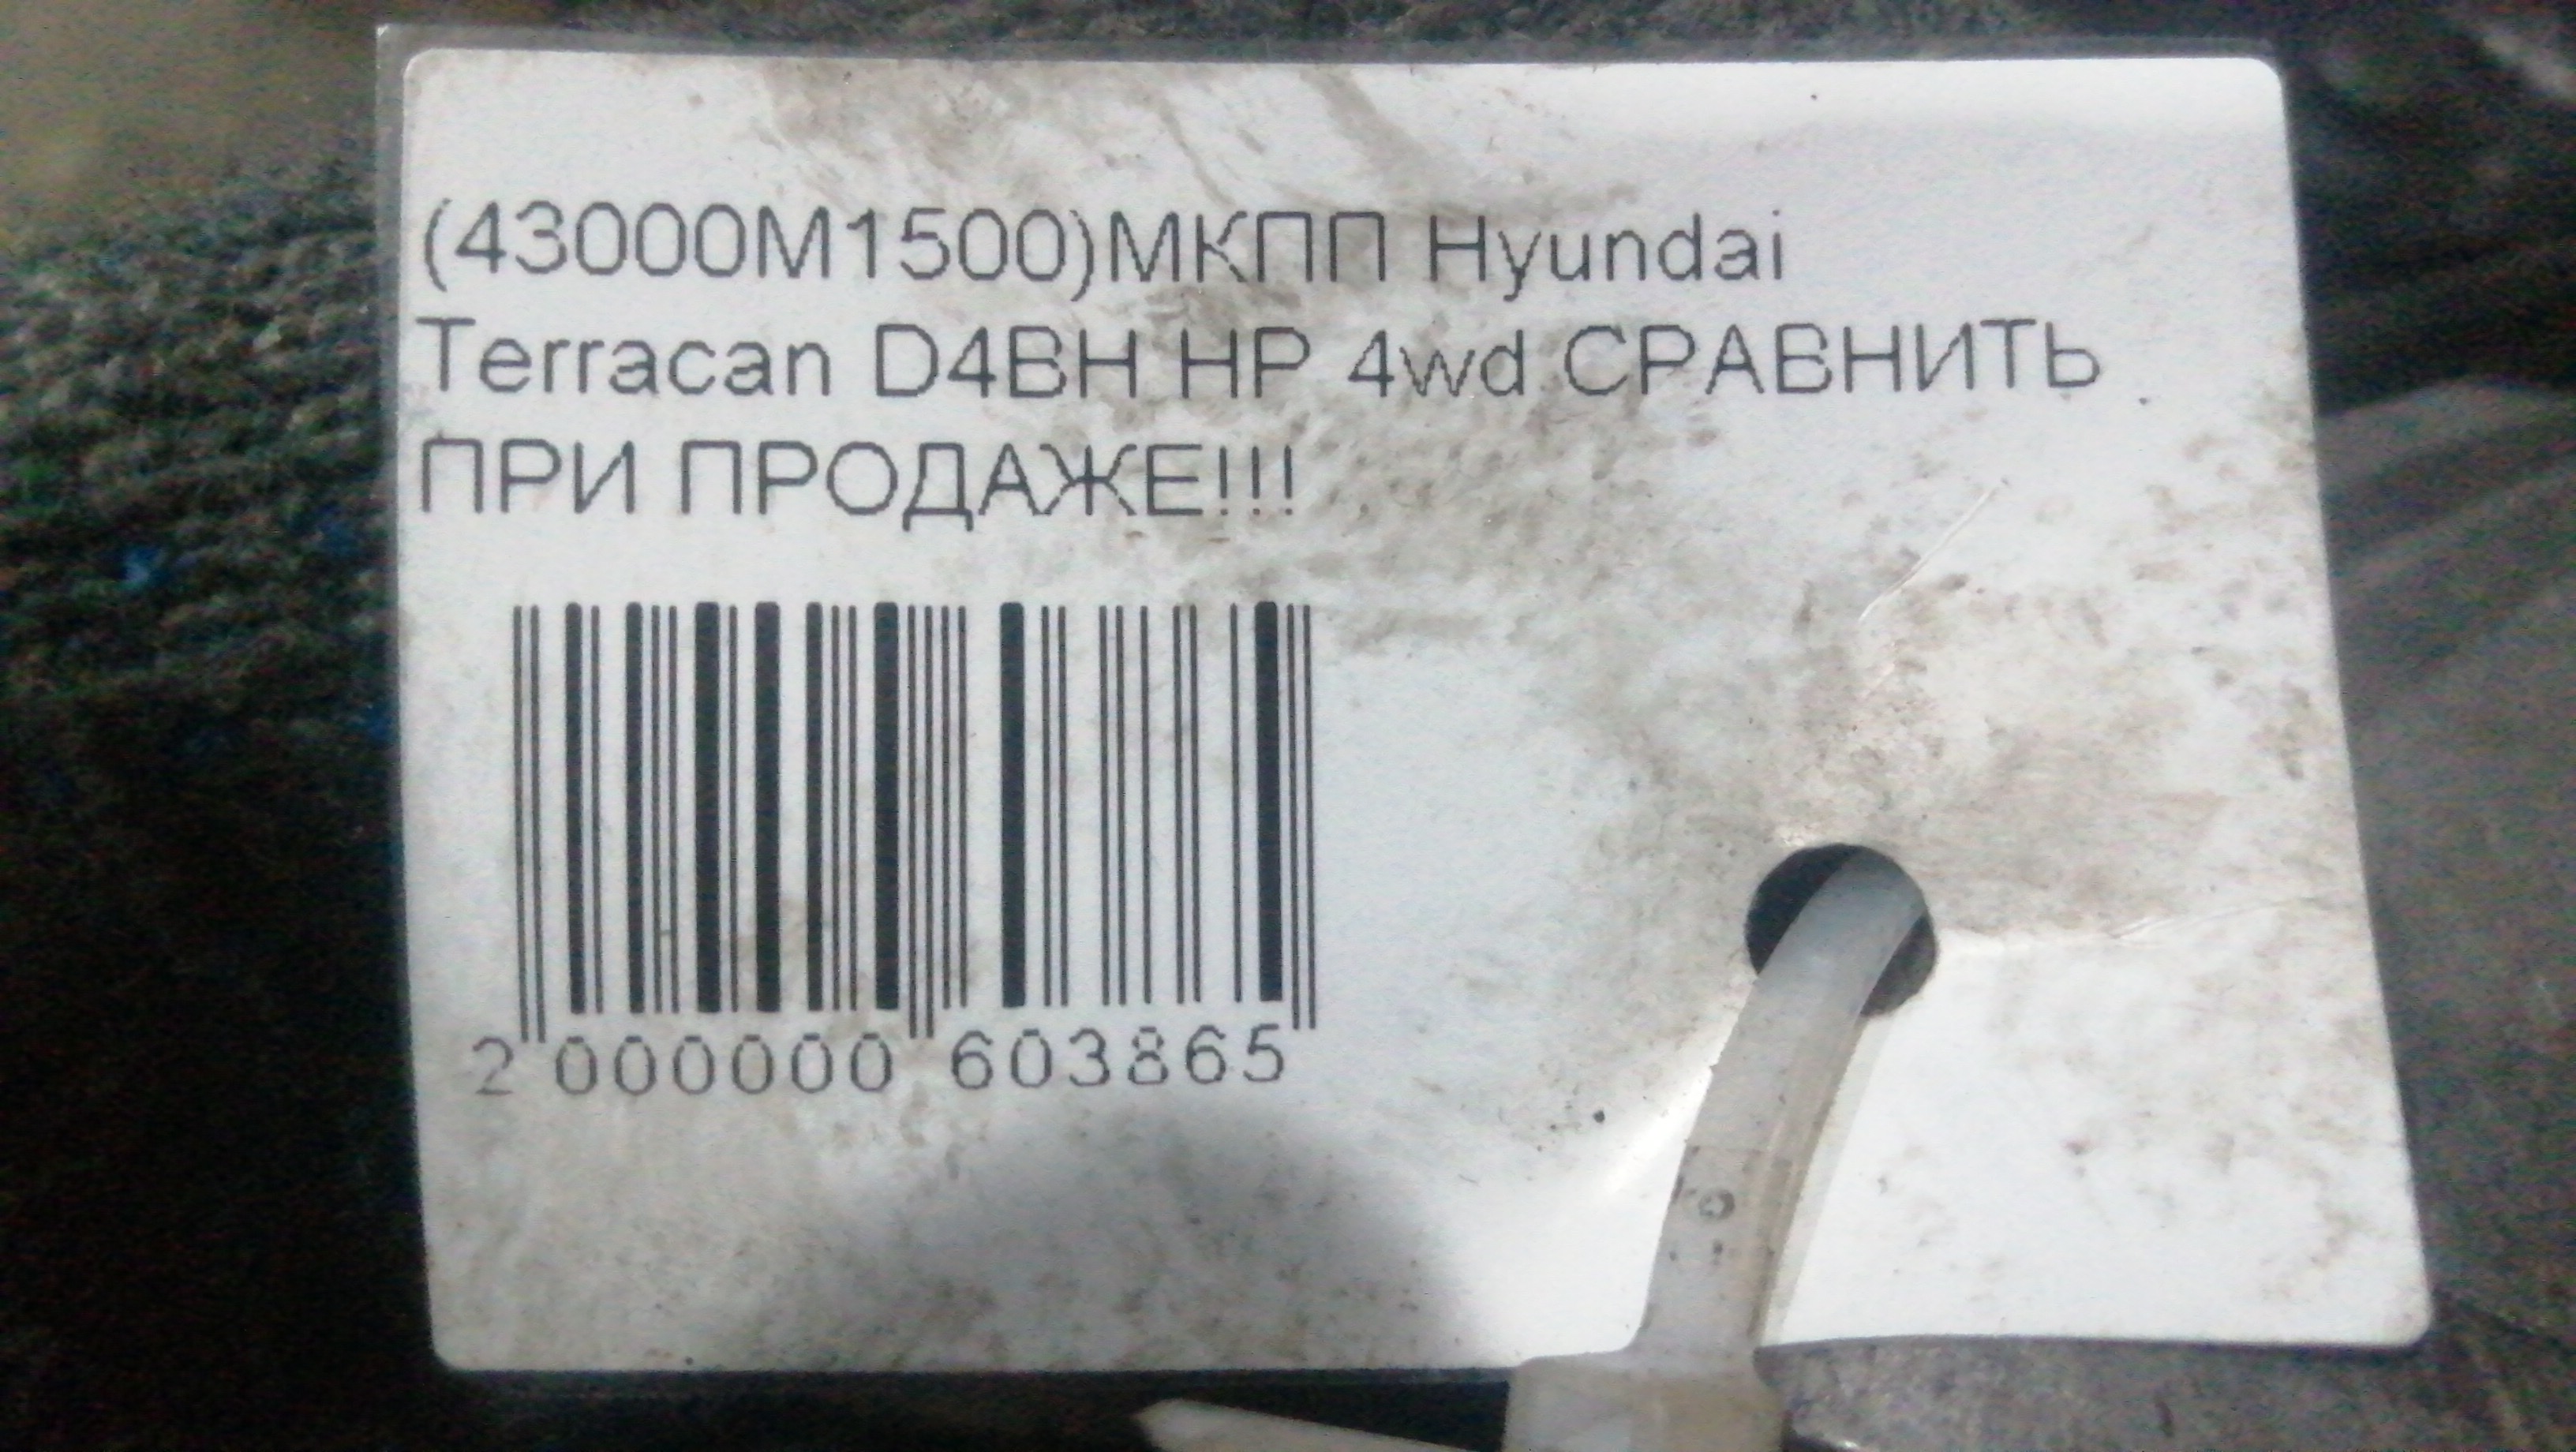 (43000M1500)МКПП Hyundai
Terracan D4BH HP 4wd СРАВНИТЬ
ПРИ ПРОДАЖЕ!!!
2 000000 603865